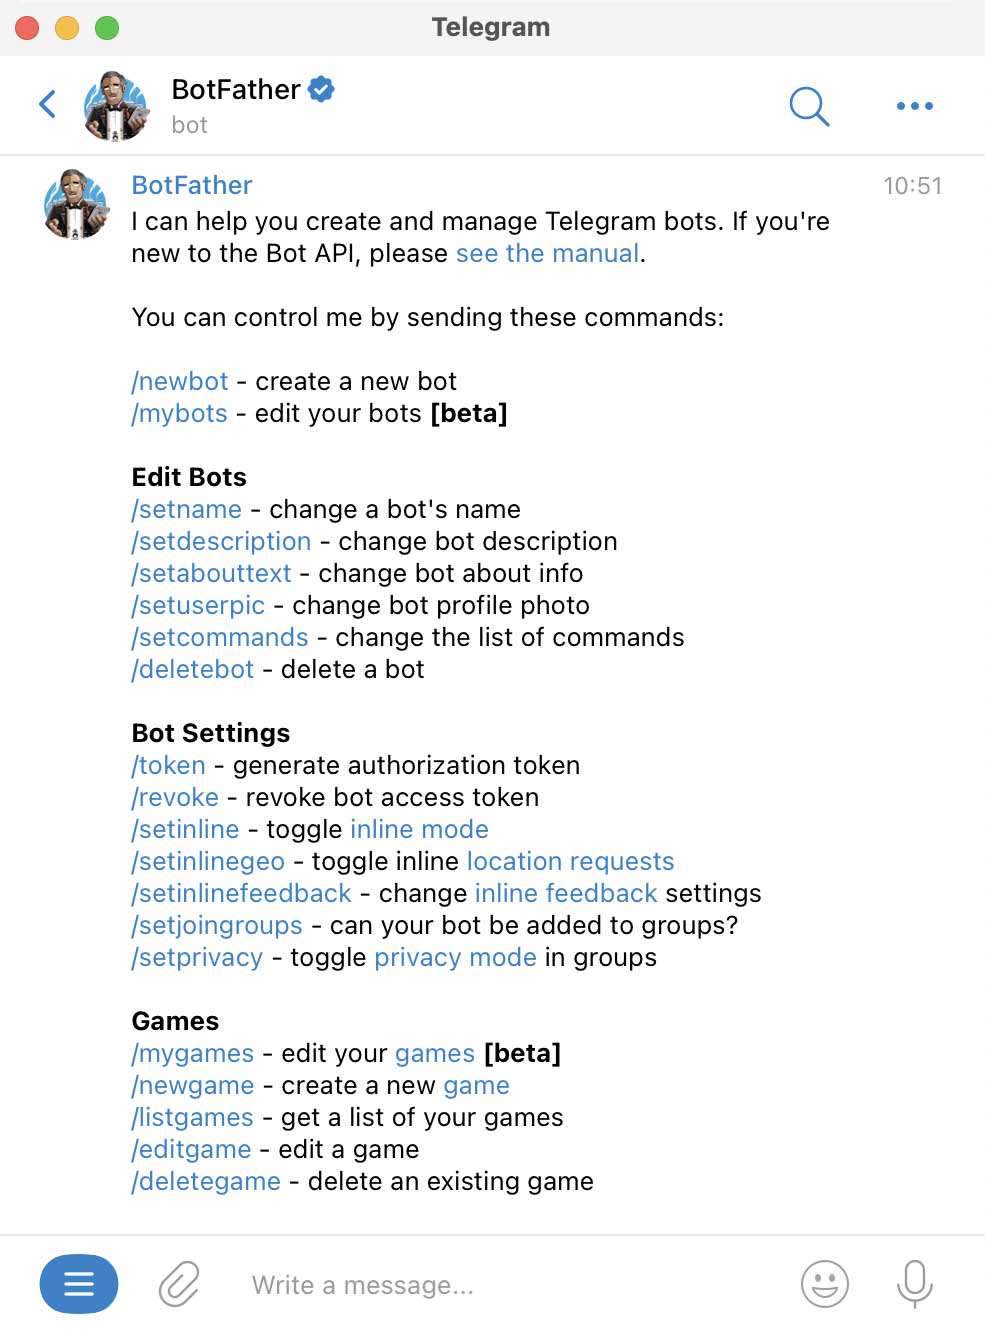 Telegram
BotFather
bot
BotFather
10:51
I can help you create and manage Telegram bots. If you're
new to the Bot API, please see the manual.
You can control me by sending these commands:
/newbot - create a new bot
/mybots - edit your bots [beta]
Edit Bots
/setname - change a bot's name
/setdescription - change bot description
/setabouttext - change bot about info
/setuserpic - change bot profile photo
/setcommands - change the list of commands
/deletebot - delete a bot
Bot Settings
/token - generate authorization token
/revoke - revoke bot access token
/setinline - toggle inline mode
/setinlinegeo - toggle inline location requests
/setinlinefeedback - change inline feedback settings
/setjoingroups - can your bot be added to groups?
/setprivacy - toggle privacy mode in groups
Games
/mygames - edit your games [beta]
/newgame - create a new game
/listgames - get a list of your games
/editgame - edit a game
/deletegame - delete an existing game
Write a message...